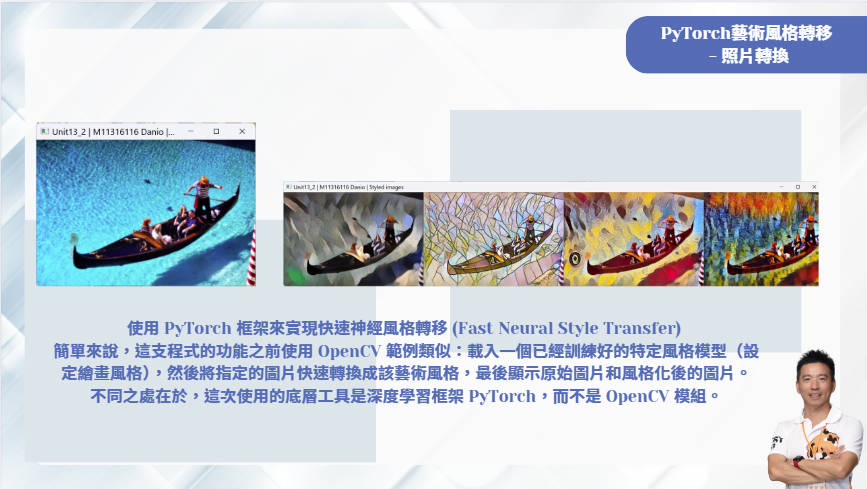 PyTorch藝術風格轉移
- 照片轉換
Unit13_2 | M11316116 Danio |...
Unit13_2 | M11316116 Danio | Styled images
使用 PyTorch 框架來實現快速神經風格轉移 (Fast Neural Style Transfer)
簡單來說，這支程式的功能之前使用 OpenCV 範例類似：載入一個已經訓練好的特定風格模型（設
定繪畫風格），然後將指定的圖片快速轉換成該藝術風格，最後顯示原始圖片和風格化後的圖片。
不同之處在於，這次使用的底層工具是深度學習框架 PyTorch，而不是 OpenCV 模組。